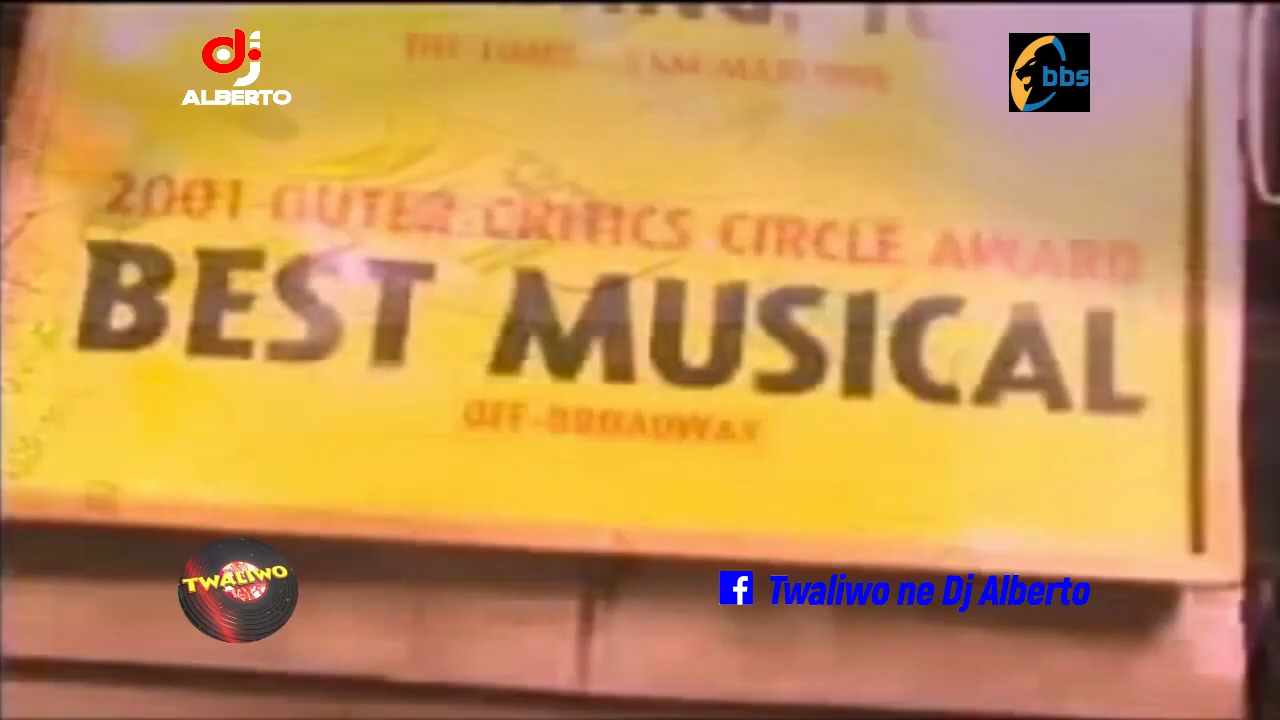 dj
ALBERTO
bbs
2001 OUTER CRITICS CIRCLE AWARD
BEST MUSICAL
OFF-BROADWAY
TWALIWO
f Twaliwo ne Dj Alberto